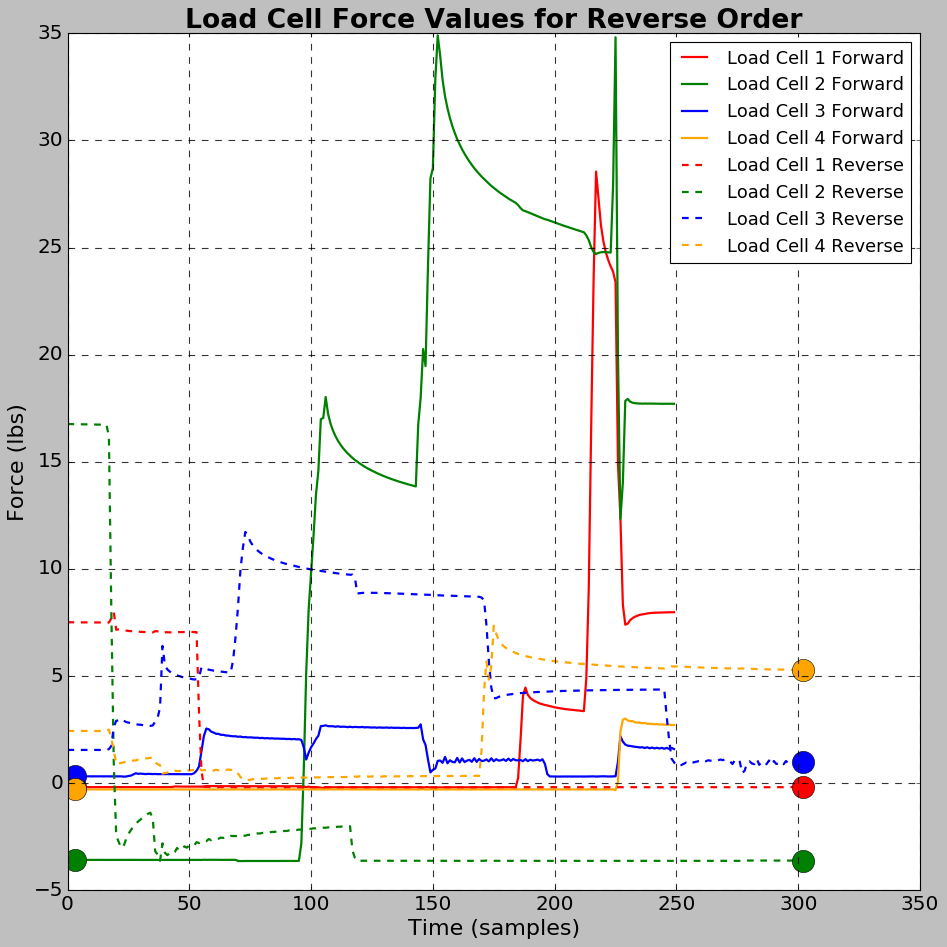 Load Cell Force Values for Reverse Order
35
30
25
20
15
10
5
0
−5
Force (lbs)
Load Cell 1 Forward
Load Cell 2 Forward
Load Cell 3 Forward
Load Cell 4 Forward
Load Cell 1 Reverse
Load Cell 2 Reverse
Load Cell 3 Reverse
Load Cell 4 Reverse
0 50 100 150 200 250 300 350
Time (samples)